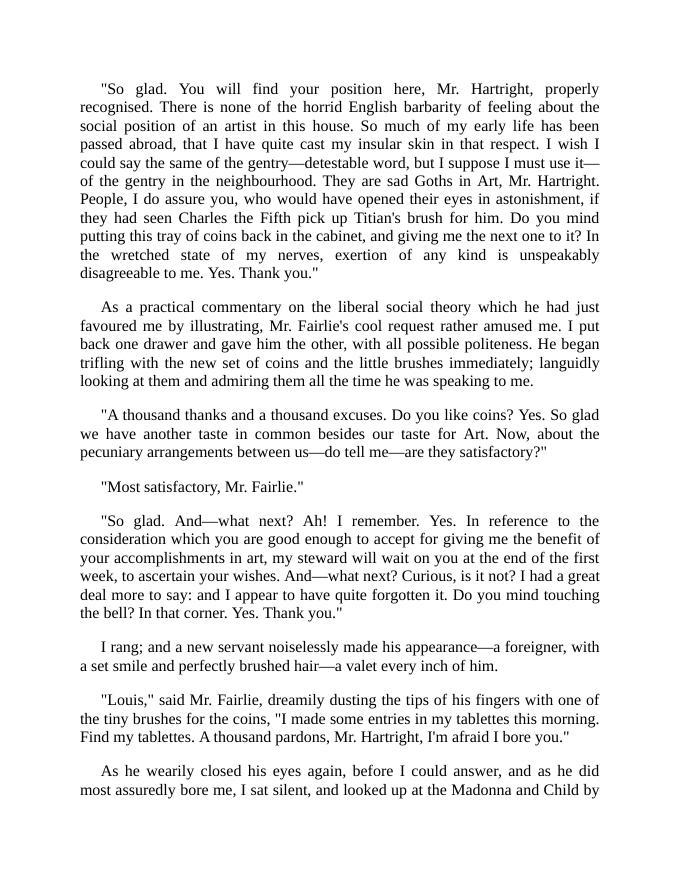 "So glad. You will find your position here, Mr. Hartright, properly
recognised. There is none of the horrid English barbarity of feeling about the
social position of an artist in this house. So much of my early life has been
passed abroad, that I have quite cast my insular skin in that respect. I wish I
could say the same of the gentry—detestable word, but I suppose I must use it—
of the gentry in the neighbourhood. They are sad Goths in Art, Mr. Hartright.
People, I do assure you, who would have opened their eyes in astonishment, if
they had seen Charles the Fifth pick up Titian's brush for him. Do you mind
putting this tray of coins back in the cabinet, and giving me the next one to it? In
the wretched state of my nerves, exertion of any kind is unspeakably
disagreeable to me. Yes. Thank you."
As a practical commentary on the liberal social theory which he had just
favoured me by illustrating, Mr. Fairlie's cool request rather amused me. I put
back one drawer and gave him the other, with all possible politeness. He began
trifling with the new set of coins and the little brushes immediately; languidly
looking at them and admiring them all the time he was speaking to me.
"A thousand thanks and a thousand excuses. Do you like coins? Yes. So glad
we have another taste in common besides our taste for Art. Now, about the
pecuniary arrangements between us—do tell me—are they satisfactory?"
"Most satisfactory, Mr. Fairlie."
"So glad. And—what next? Ah! I remember. Yes. In reference to the
consideration which you are good enough to accept for giving me the benefit of
your accomplishments in art, my steward will wait on you at the end of the first
week, to ascertain your wishes. And—what next? Curious, is it not? I had a great
deal more to say: and I appear to have quite forgotten it. Do you mind touching
the bell? In that corner. Yes. Thank you."
I rang; and a new servant noiselessly made his appearance—a foreigner, with
a set smile and perfectly brushed hair—a valet every inch of him.
"Louis," said Mr. Fairlie, dreamily dusting the tips of his fingers with one of
the tiny brushes for the coins, "I made some entries in my tablettes this morning.
Find my tablettes. A thousand pardons, Mr. Hartright, I'm afraid I bore you."
As he wearily closed his eyes again, before I could answer, and as he did
most assuredly bore me, I sat silent, and looked up at the Madonna and Child by